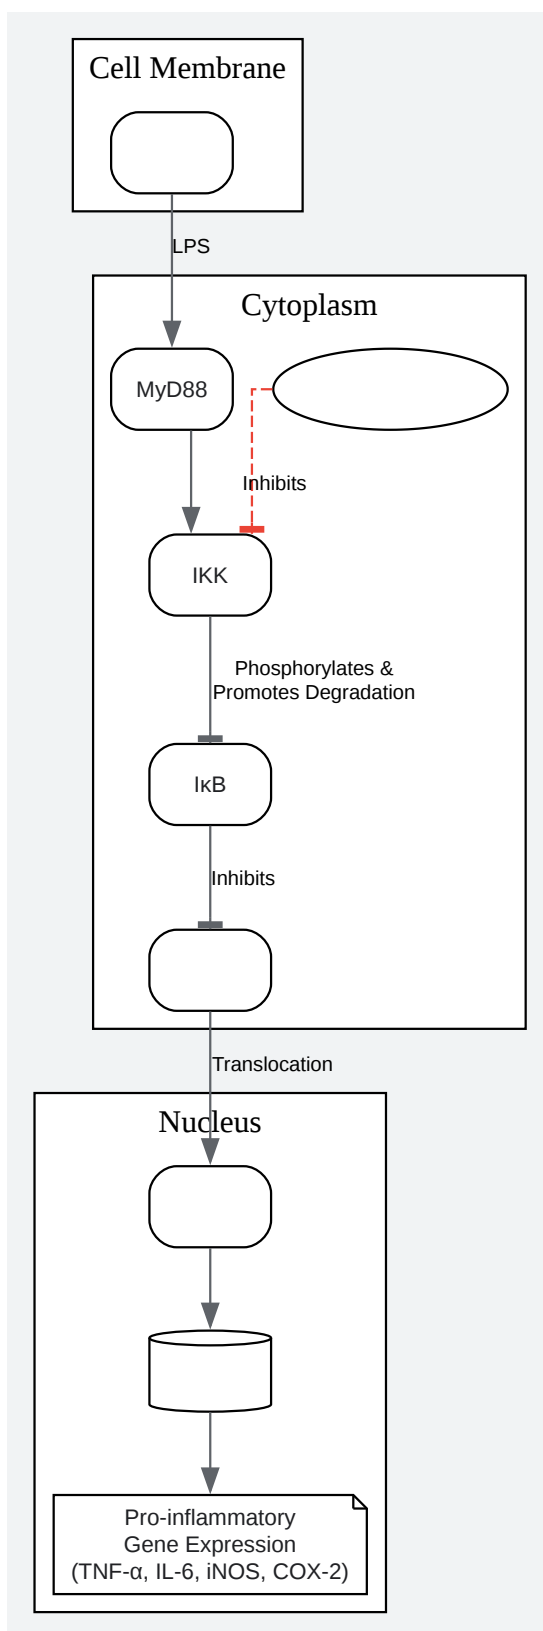 Cell Membrane
LPS
Cytoplasm
MyD88
Inhibits
IKK
Phosphorylates &
Promotes Degradation
IκB
Inhibits
Translocation
Nucleus
Pro-inflammatory
Gene Expression
(TNF-α, IL-6, iNOS, COX-2)